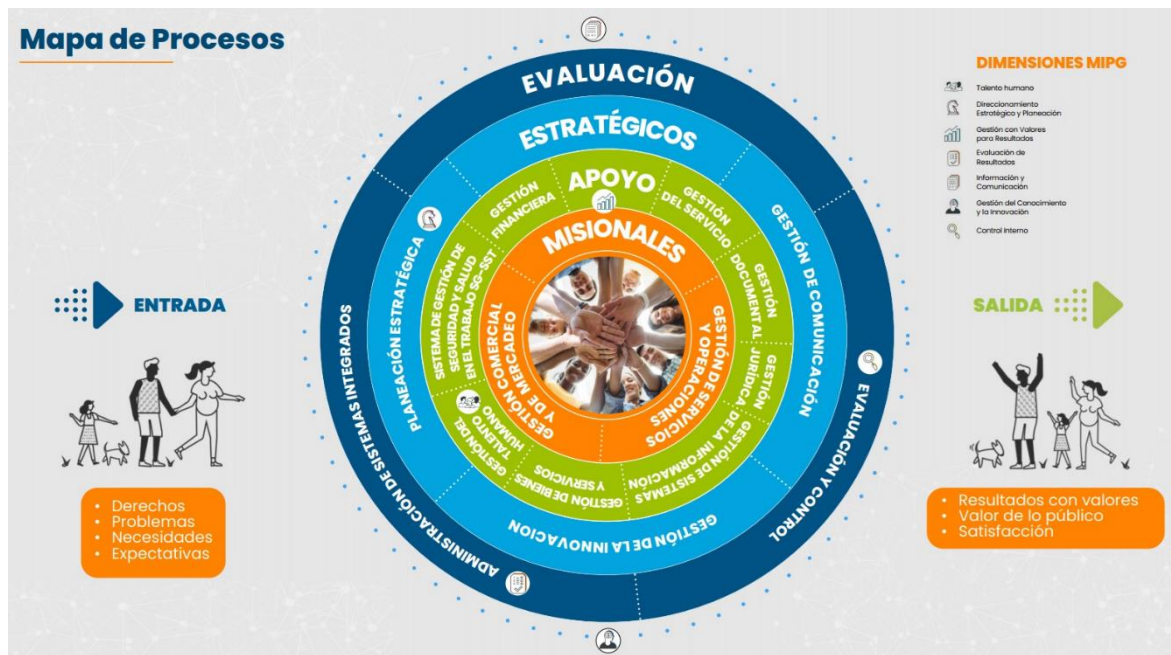 Mapa de Procesos
EVALUACIÓN
ESTRATÉGICOS
APOYO
MISIONALES
GESTIÓN
FINANCIERA
GESTIÓN
DEL SERVICIO
GESTIÓN
DOCUMENTAL
GESTIÓN
JURÍDICA
GESTIÓN DE SISTEMAS
DE LA INFORMACIÓN
GESTIÓN DE BIENES
Y SERVICIOS
GESTIÓN DEL
TALENTO
HUMANO
SISTEMA DE GESTIÓN DE
SEGURIDAD Y SALUD
EN EL TRABAJO SG-SST
GESTIÓN COMERCIAL
Y DE MERCADEO
GESTIÓN DE SERVICIOS
Y OPERACIONES
PLANEACIÓN ESTRATÉGICA
GESTIÓN DE COMUNICACIÓN
GESTIÓN DE LA INNOVACION
ADMINISTRACIÓN DE SISTEMAS INTEGRADOS
EVALUACIÓN Y CONTROL
ENTRADA
• Derechos
• Problemas
• Necesidades
• Expectativas
DIMENSIONES MIPG
Talento humano
Direccionamiento
Estratégico y Planeación
Gestión con Valores
para Resultados
Evaluación de
Resultados
Información y
Comunicación
Gestión del Conocimiento
y la Innovación
Control Interno
SALIDA
• Resultados con valores
• Valor de lo público
• Satisfacción